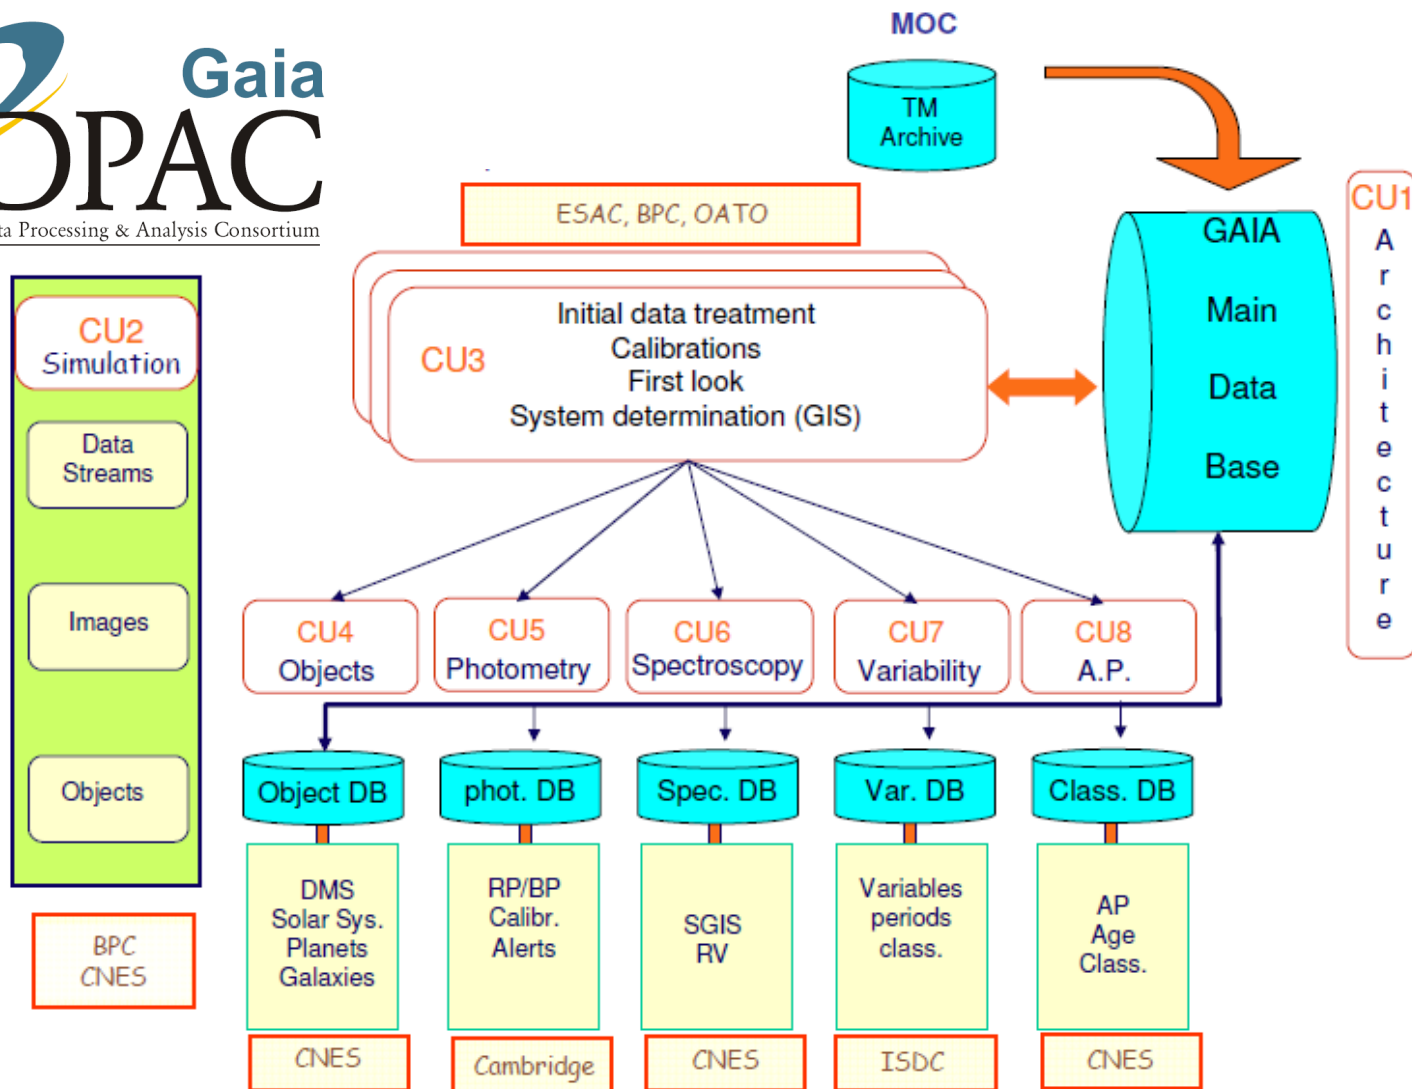 MOC
TM
Archive
Gaia
DPAC
ta Processing & Analysis Consortium
ESAC, BPC, OATO
CU3
Initial data treatment
Calibrations
First look
System determination (GIS)
GAIA
Main
Data
Base
CU1
Architecture
CU2
Simulation
Data
Streams
Images
Objects
BPC
CNES
CU4
Objects
CU5
Photometry
CU6
Spectroscopy
CU7
Variability
CU8
A.P.
Object DB
phot. DB
Spec. DB
Var. DB
Class. DB
DMS
Solar Sys.
Planets
Galaxies
RP/BP
Calibr.
Alerts
SGIS
RV
Variables
periods
class.
AP
Age
Class.
CNES
Cambridge
CNES
ISDC
CNES